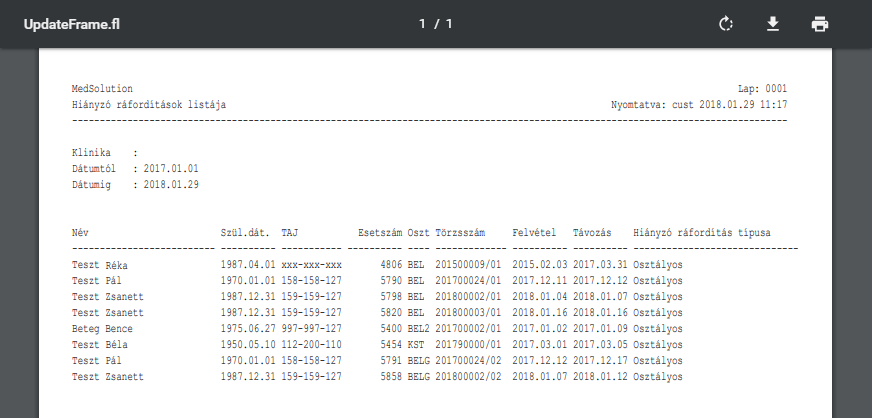 UpdateFrame.fl 1 / 1
MedSolution Lap: 0001
Hiányzó ráfordítások listája Nyomtatva: cust 2018.01.29 11:17
Klinika :
Dátumtól : 2017.01.01
Dátumig : 2018.01.29
Név Szül.dát. TAJ Esetszám Oszt Törzsszám Felvétel Távozás Hiányzó ráfordítás típusa
Teszt Réka 1987.04.01 xxx-xxx-xxx 4806 BEL 201500009/01 2015.02.03 2017.03.31 Osztályos
Teszt Pál 1970.01.01 158-158-127 5790 BEL 201700024/01 2017.12.11 2017.12.12 Osztályos
Teszt Zsanett 1987.12.31 159-159-127 5798 BEL 201800002/01 2018.01.04 2018.01.07 Osztályos
Teszt Zsanett 1987.12.31 159-159-127 5820 BEL 201800003/01 2018.01.16 2018.01.16 Osztályos
Beteg Bence 1975.06.27 997-997-127 5400 BEL2 201700002/01 2017.01.02 2017.01.09 Osztályos
Teszt Béla 1950.05.10 112-200-110 5454 KST 201790000/01 2017.03.01 2017.03.05 Osztályos
Teszt Pál 1970.01.01 158-158-127 5791 BELG 201700024/02 2017.12.12 2017.12.17 Osztályos
Teszt Zsanett 1987.12.31 159-159-127 5858 BELG 201800002/02 2018.01.07 2018.01.12 Osztályos